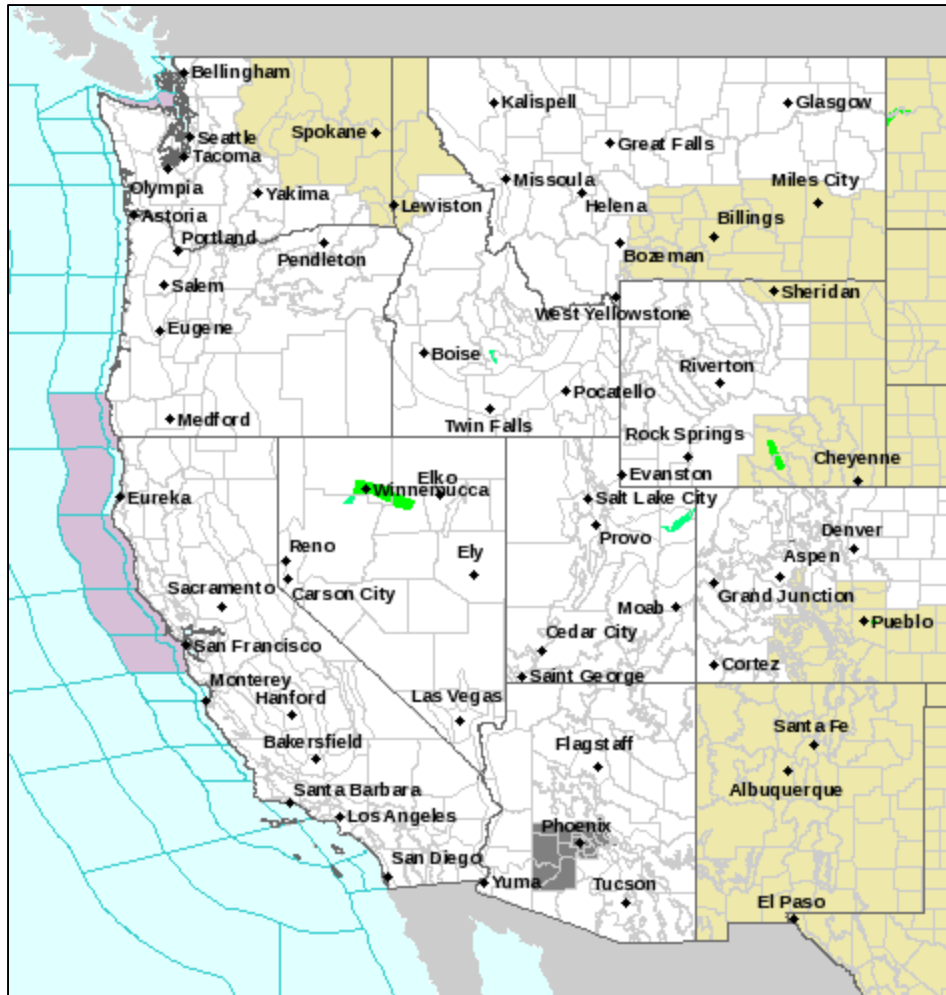 Bellingham
Kalispell
Glasgow
Seattle
Spokane
Great Falls
Tacoma
Olympia
Yakima
Missoula
Miles City
Helena
Lewiston
Astoria
Billings
Portland
Bozeman
Pendleton
Salem
Sheridan
West Yellowstone
Eugene
Boise
Riverton
Pocatello
Medford
Twin Falls
Rock Springs
Cheyenne
Elko
Evanston
Winnemucca
Eureka
Salt Lake City
Denver
Provo
Reno
Ely
Aspen
Sacramento
Carson City
Grand Junction
Moab
Pueblo
Cedar City
San Francisco
Cortez
Monterey
Saint George
Hanford
Las Vegas
Santa Fe
Bakersfield
Flagstaff
Albuquerque
Santa Barbara
Los Angeles
Phoenix
San Diego
Yuma
Tucson
El Paso